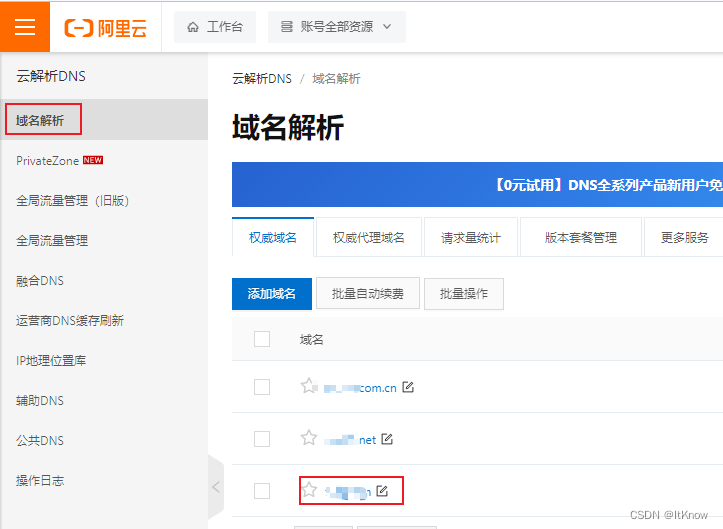 阿里云 工作台 账号全部资源
云解析DNS
域名解析
PrivateZone NEW
全局流量管理（旧版）
全局流量管理
融合DNS
运营商DNS缓存刷新
IP地理位置库
辅助DNS
公共DNS
操作日志
云解析DNS / 域名解析
域名解析
【0元试用】DNS全系列产品新用户免
权威域名 权威代理域名 请求量统计 版本套餐管理 更多服务
添加域名 批量自动续费 批量操作
域名
com.cn
net
CSDN @ItKnow